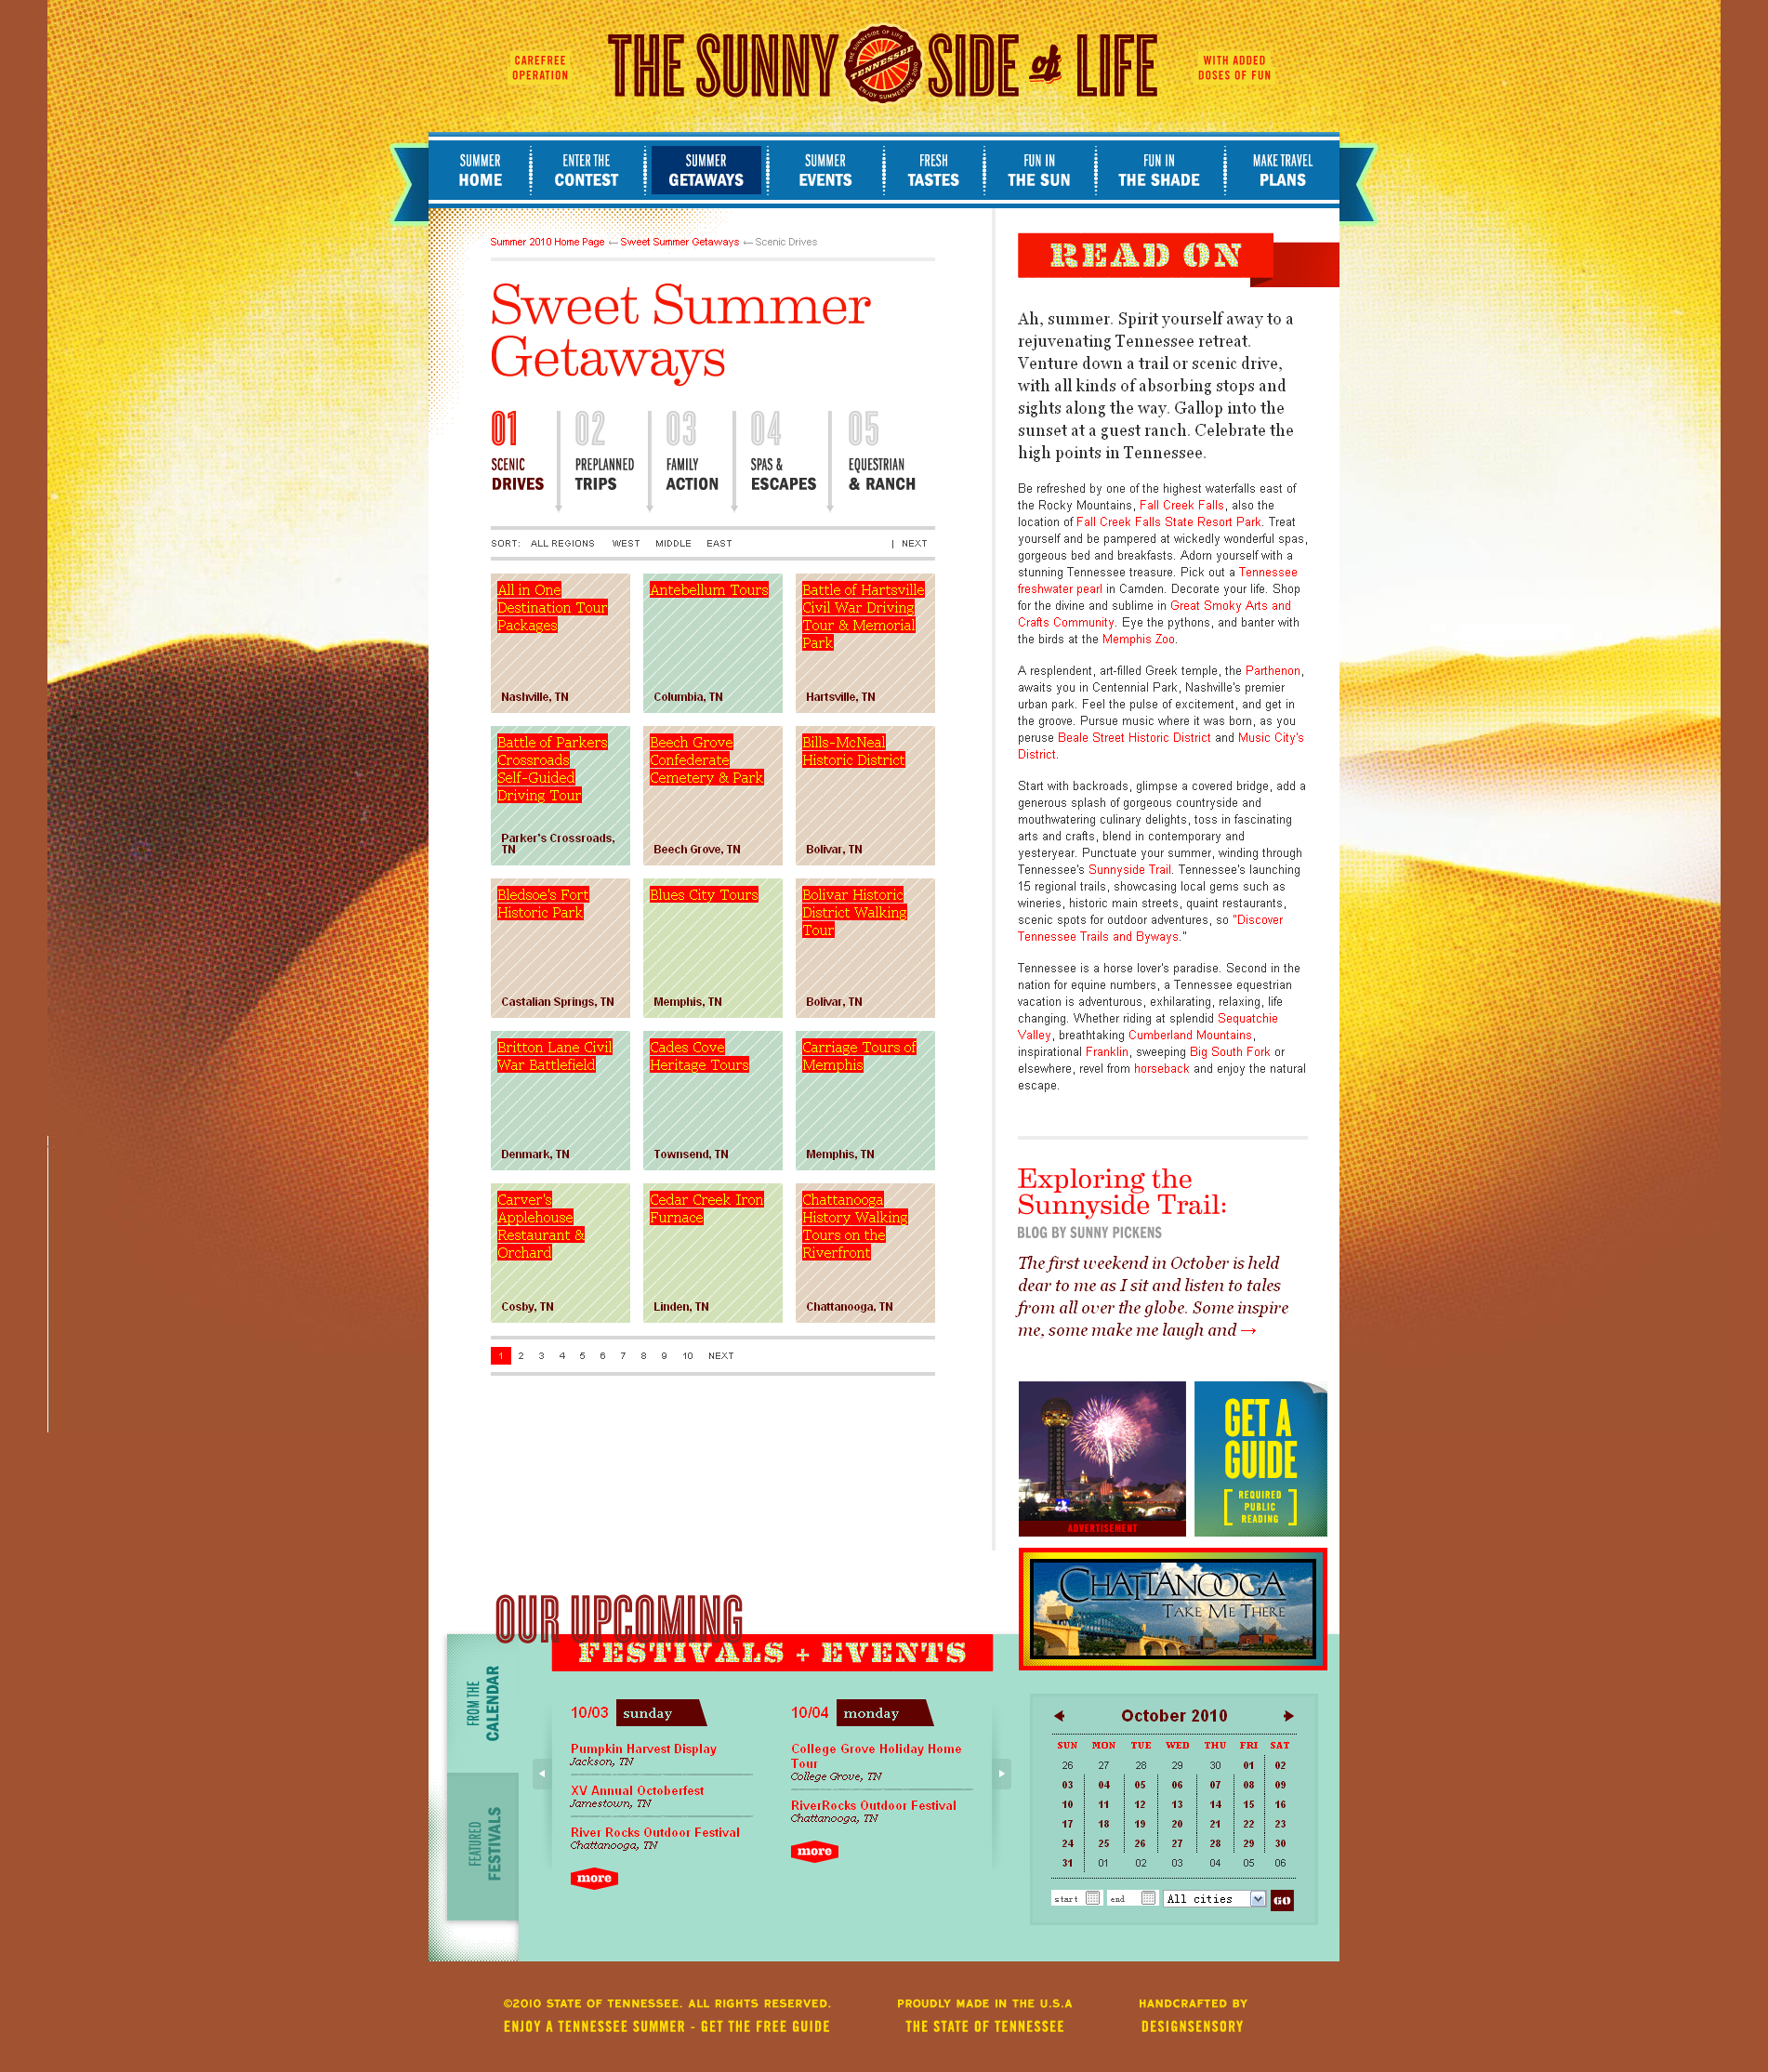 CAREFREE
OPERATION
THE SUNNY SIDE of LIFE
THE SUNNYSIDE OF LIFE
TENNESSEE
ENJOY SUMMERTIME 2010
WITH ADDED
DOSES OF FUN
SUMMER
HOME
ENTER THE
CONTEST
SUMMER
GETAWAYS
SUMMER
EVENTS
FRESH
TASTES
FUN IN
THE SUN
FUN IN
THE SHADE
MAKE TRAVEL
PLANS
Summer 2010 Home Page ← Sweet Summer Getaways ← Scenic Drives
Sweet Summer
Getaways
01
SCENIC
DRIVES
02
PREPLANNED
TRIPS
03
FAMILY
ACTION
04
SPAS &
ESCAPES
05
EQUESTRIAN
& RANCH
SORT: ALL REGIONS WEST MIDDLE EAST | NEXT
All in One
Destination Tour
Packages
Nashville, TN
Antebellum Tours
Columbia, TN
Battle of Hartsville
Civil War Driving
Tour & Memorial
Park
Hartsville, TN
Battle of Parkers
Crossroads
Self-Guided
Driving Tour
Parker's Crossroads,
TN
Beech Grove
Confederate
Cemetery & Park
Beech Grove, TN
Bills-McNeal
Historic District
Bolivar, TN
Bledsoe's Fort
Historic Park
Castalian Springs, TN
Blues City Tours
Memphis, TN
Bolivar Historic
District Walking
Tour
Bolivar, TN
Britton Lane Civil
War Battlefield
Denmark, TN
Cades Cove
Heritage Tours
Townsend, TN
Carriage Tours of
Memphis
Memphis, TN
Carver's
Applehouse
Restaurant &
Orchard
Cosby, TN
Cedar Creek Iron
Furnace
Linden, TN
Chattanooga
History Walking
Tours on the
Riverfront
Chattanooga, TN
1 2 3 4 5 6 7 8 9 10 NEXT
READ ON
Ah, summer. Spirit yourself away to a
rejuvenating Tennessee retreat.
Venture down a trail or scenic drive,
with all kinds of absorbing stops and
sights along the way. Gallop into the
sunset at a guest ranch. Celebrate the
high points in Tennessee.
Be refreshed by one of the highest waterfalls east of
the Rocky Mountains, Fall Creek Falls, also the
location of Fall Creek Falls State Resort Park. Treat
yourself and be pampered at wickedly wonderful spas,
gorgeous bed and breakfasts. Adorn yourself with a
stunning Tennessee treasure. Pick out a Tennessee
freshwater pearl in Camden. Decorate your life. Shop
for the divine and sublime in Great Smoky Arts and
Crafts Community. Eye the pythons, and banter with
the birds at the Memphis Zoo.
A resplendent, art-filled Greek temple, the Parthenon,
awaits you in Centennial Park, Nashville's premier
urban park. Feel the pulse of excitement, and get in
the groove. Pursue music where it was born, as you
peruse Beale Street Historic District and Music City's
District.
Start with backroads, glimpse a covered bridge, add a
generous splash of gorgeous countryside and
mouthwatering culinary delights, toss in fascinating
arts and crafts, blend in contemporary and
yesteryear. Punctuate your summer, winding through
Tennessee's Sunnyside Trail. Tennessee's launching
15 regional trails, showcasing local gems such as
wineries, historic main streets, quaint restaurants,
scenic spots for outdoor adventures, so "Discover
Tennessee Trails and Byways."
Tennessee is a horse lover's paradise. Second in the
nation for equine numbers, a Tennessee equestrian
vacation is adventurous, exhilarating, relaxing, life
changing. Whether riding at splendid Sequatchie
Valley, breathtaking Cumberland Mountains,
inspirational Franklin, sweeping Big South Fork or
elsewhere, revel from horseback and enjoy the natural
escape.
Exploring the
Sunnyside Trail:
BLOG BY SUNNY PICKENS
The first weekend in October is held
dear to me as I sit and listen to tales
from all over the globe. Some inspire
me, some make me laugh and →
ADVERTISEMENT
GET A
GUIDE
[REQUIRED
PUBLIC
READING]
CHATTANOOGA
TAKE ME THERE
OUR UPCOMING
FESTIVALS + EVENTS
FROM THE
CALENDAR
FEATURED
FESTIVALS
10/03 sunday
Pumpkin Harvest Display
Jackson, TN
XV Annual Octoberfest
Jamestown, TN
River Rocks Outdoor Festival
Chattanooga, TN
more
10/04 monday
College Grove Holiday Home
Tour
College Grove, TN
RiverRocks Outdoor Festival
Chattanooga, TN
more
October 2010
SUN MON TUE WED THU FRI SAT
26 27 28 29 30 01 02
03 04 05 06 07 08 09
10 11 12 13 14 15 16
17 18 19 20 21 22 23
24 25 26 27 28 29 30
31 01 02 03 04 05 06
start end All cities GO
©2010 STATE OF TENNESSEE. ALL RIGHTS RESERVED.
ENJOY A TENNESSEE SUMMER - GET THE FREE GUIDE
PROUDLY MADE IN THE U.S.A
THE STATE OF TENNESSEE
HANDCRAFTED BY
DESIGNSENSORY